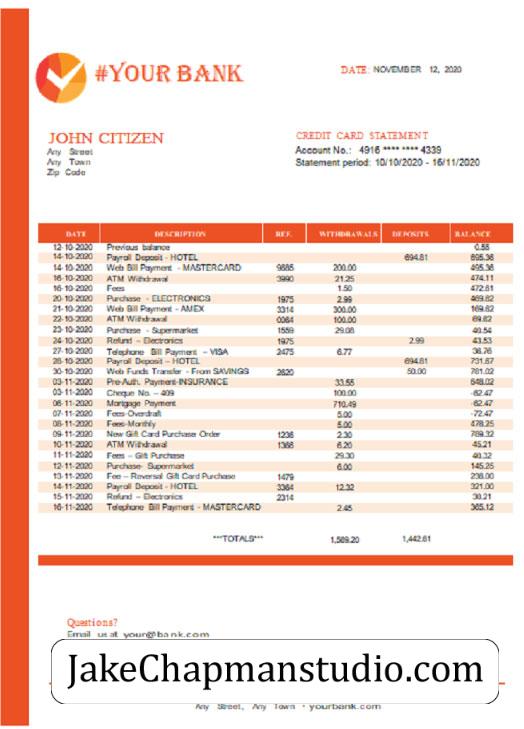 #YOUR BANK
DATE: NOVEMBER 12, 2020
JOHN CITIZEN
Any Street
Any Town
Zip Code
CREDIT CARD STATEMENT
Account No.: 4916 **** **** 4339
Statement period: 10/10/2020 - 16/11/2020
DATE DESCRIPTION REF. WITHDRAWALS DEPOSITS BALANCE
12-10-2020 Previous balance 0.55
14-10-2020 Payroll Deposit - HOTEL 694.81 695.36
14-10-2020 Web Bill Payment - MASTERCARD 9685 200.00 495.36
16-10-2020 ATM Withdrawal 3990 21.25 474.11
16-10-2020 Fees 1.50 472.61
20-10-2020 Purchase - ELECTRONICS 1975 2.99 469.62
21-10-2020 Web Bill Payment - AMEX 3314 300.00 169.62
22-10-2020 ATM Withdrawal 0064 100.00 69.62
23-10-2020 Purchase - Supermarket 1559 29.08 40.54
24-10-2020 Refund – Electronics 1975 2.99 43.53
27-10-2020 Telephone Bill Payment – VISA 2475 6.77 36.76
28-10-2020 Payroll Deposit – HOTEL 694.81 731.57
30-10-2020 Web Funds Transfer - From SAVINGS 2620 50.00 781.02
03-11-2020 Pre-Auth. Payment-INSURANCE 33.55 648.02
03-11-2020 Cheque No. – 409 100.00 -62.47
06-11-2020 Mortgage Payment 710.49 -62.47
07-11-2020 Fees-Overdraft 5.00 -72.47
08-11-2020 Fees-Monthly 5.00 478.25
09-11-2020 New Gift Card Purchase Order 1236 2.30 789.32
10-11-2020 ATM Withdrawal 1368 6.20 45.21
11-11-2020 Fees – Gift Purchase 29.30 40.32
12-11-2020 Purchase- Supermarket 6.00 145.25
13-11-2020 Fee – Reversal Gift Card Purchase 1479 236.00
14-11-2020 Payroll Deposit - HOTEL 3364 12.32 321.00
15-11-2020 Refund – Electronics 2314 30.21
16-11-2020 Telephone Bill Payment - MASTERCARD 2.45 365.12
***TOTALS*** 1,589.20 1,442.61
Questions?
Email us at your@bank.com
JakeChapmanstudio.com
Any Street, Any Town · yourbank.com